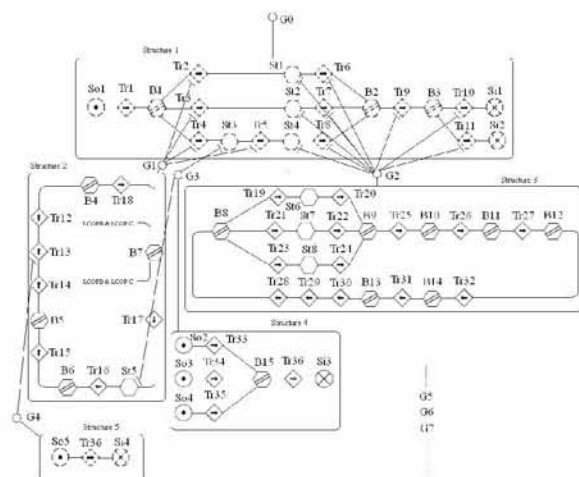 G0
Structure 1
Tr2 St1 Tr6
So1 Tr1 B1 Tr3 St2 Tr7 B2 Tr9 B3 Tr10 Si1
Tr4 St3 Tr5 St4 Tr8 Tr11 Si2
Structure 2
G1
G3
G2
Structure 3
B4 Tr18
Tr12
Tr13
Tr14
B5
Tr15
B6 Tr16 St5
B7
Tr17
Tr19 St6 Tr20
B8 Tr21 St7 Tr22 B9 Tr25 B10 Tr26 B11 Tr27 B12
Tr23 St8 Tr24
Tr28 Tr29 Tr30 B13 Tr31 B14 Tr32
Structure 4
So2 Tr33
So3 Tr34 B15 Tr36 Si3
So4 Tr35
G4
Structure 5
So5 Tr36 Si4
G5
G6
G7